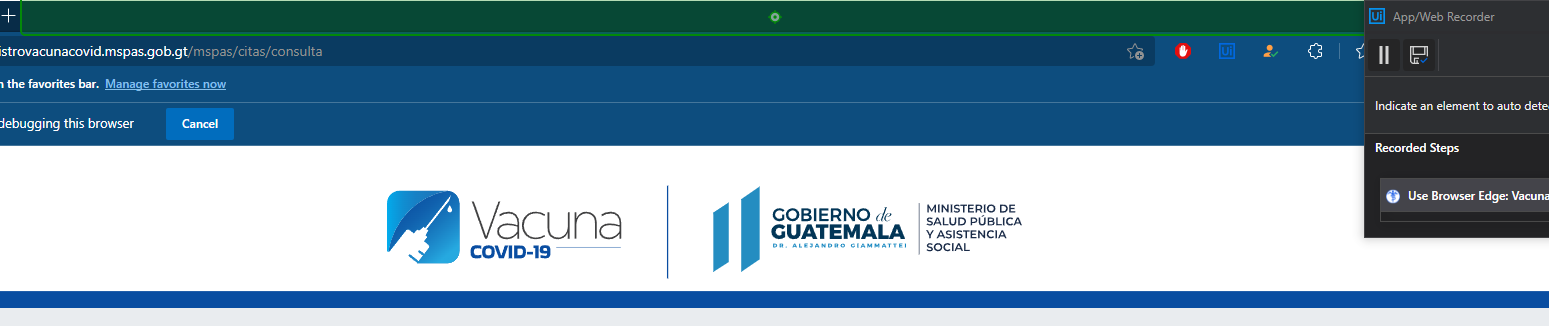 App/Web Recorder
istrovacunacovid.mspas.gob.gt/mspas/citas/consulta
n the favorites bar. Manage favorites now
Indicate an element to auto dete
debugging this browser Cancel
Recorded Steps
Use Browser Edge: Vacuna
Vacuna
COVID-19
GOBIERNO de
GUATEMALA
DR. ALEJANDRO GIAMMATTEI
MINISTERIO DE
SALUD PÚBLICA
Y ASISTENCIA
SOCIAL